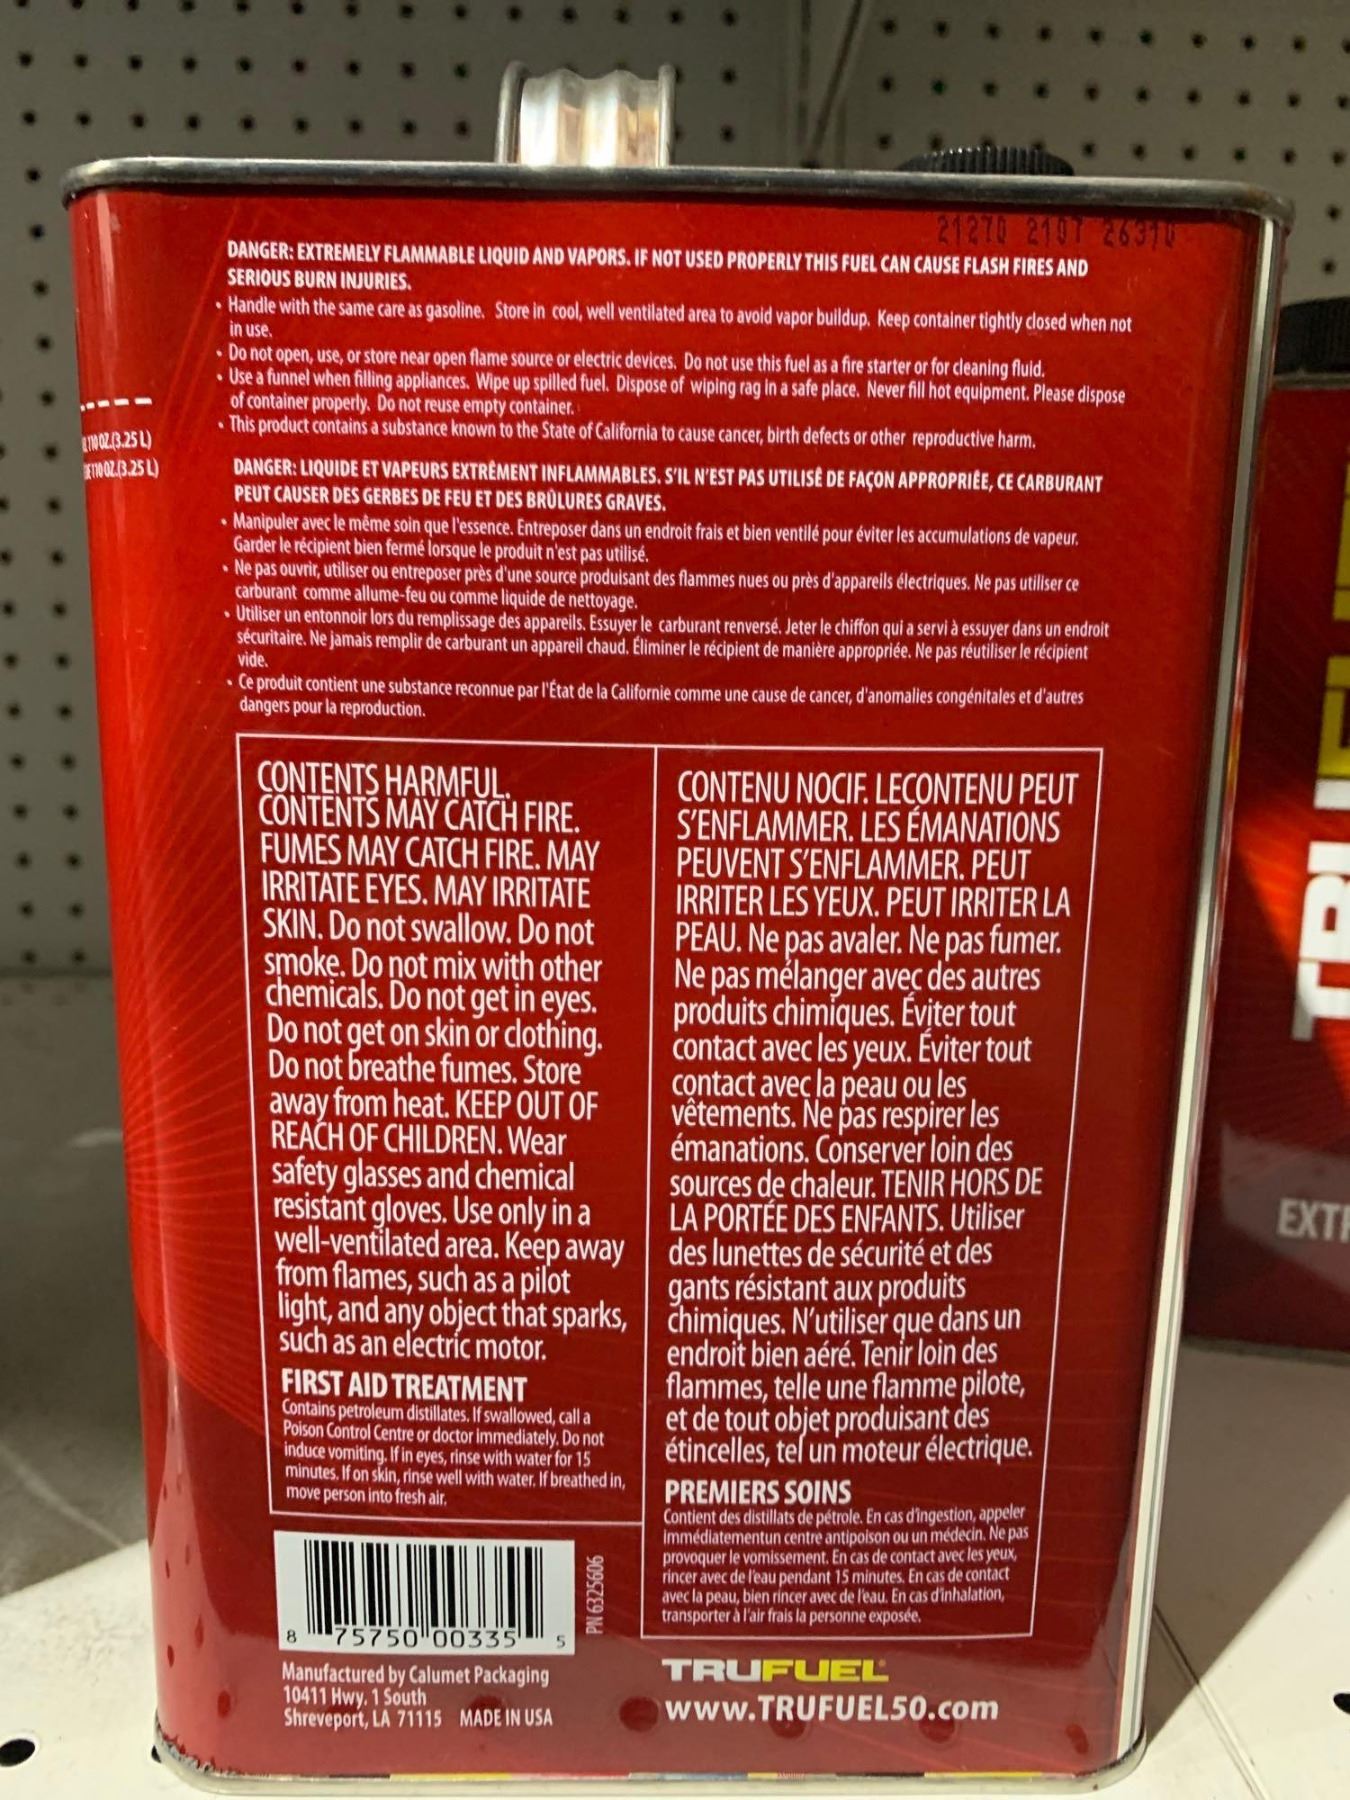 21270 2107 26310
DANGER: EXTREMELY FLAMMABLE LIQUID AND VAPORS. IF NOT USED PROPERLY THIS FUEL CAN CAUSE FLASH FIRES AND
SERIOUS BURN INJURIES.
• Handle with the same care as gasoline. Store in cool, well ventilated area to avoid vapor buildup. Keep container tightly closed when not
in use.
• Do not open, use, or store near open flame source or electric devices. Do not use this fuel as a fire starter or for cleaning fluid.
• Use a funnel when filling appliances. Wipe up spilled fuel. Dispose of wiping rag in a safe place. Never fill hot equipment. Please dispose
of container properly. Do not reuse empty container.
• This product contains a substance known to the State of California to cause cancer, birth defects or other reproductive harm.
110 OZ.(3.25 L)
110 OZ.(3.25 L)
DANGER: LIQUIDE ET VAPEURS EXTRÊMENT INFLAMMABLES. S'IL N'EST PAS UTILISÉ DE FAÇON APPROPRIÉE, CE CARBURANT
PEUT CAUSER DES GERBES DE FEU ET DES BRÛLURES GRAVES.
• Manipuler avec le même soin que l'essence. Entreposer dans un endroit frais et bien ventilé pour éviter les accumulations de vapeur.
Garder le récipient bien fermé lorsque le produit n'est pas utilisé.
• Ne pas ouvrir, utiliser ou entreposer près d'une source produisant des flammes nues ou près d'appareils électriques. Ne pas utiliser ce
carburant comme allume-feu ou comme liquide de nettoyage.
• Utiliser un entonnoir lors du remplissage des appareils. Essuyer le carburant renversé. Jeter le chiffon qui a servi à essuyer dans un endroit
sécuritaire. Ne jamais remplir de carburant un appareil chaud. Éliminer le récipient de manière appropriée. Ne pas réutiliser le récipient
vide.
• Ce produit contient une substance reconnue par l'État de la Californie comme une cause de cancer, d'anomalies congénitales et d'autres
dangers pour la reproduction.
CONTENTS HARMFUL.
CONTENTS MAY CATCH FIRE.
FUMES MAY CATCH FIRE. MAY
IRRITATE EYES. MAY IRRITATE
SKIN. Do not swallow. Do not
smoke. Do not mix with other
chemicals. Do not get in eyes.
Do not get on skin or clothing.
Do not breathe fumes. Store
away from heat. KEEP OUT OF
REACH OF CHILDREN. Wear
safety glasses and chemical
resistant gloves. Use only in a
well-ventilated area. Keep away
from flames, such as a pilot
light, and any object that sparks,
such as an electric motor.
FIRST AID TREATMENT
Contains petroleum distillates. If swallowed, call a
Poison Control Centre or doctor immediately. Do not
induce vomiting. If in eyes, rinse with water for 15
minutes. If on skin, rinse well with water. If breathed in,
move person into fresh air.
CONTENU NOCIF. LECONTENU PEUT
S'ENFLAMMER. LES ÉMANATIONS
PEUVENT S'ENFLAMMER. PEUT
IRRITER LES YEUX. PEUT IRRITER LA
PEAU. Ne pas avaler. Ne pas fumer.
Ne pas mélanger avec des autres
produits chimiques. Éviter tout
contact avec les yeux. Éviter tout
contact avec la peau ou les
vêtements. Ne pas respirer les
émanations. Conserver loin des
sources de chaleur. TENIR HORS DE
LA PORTÉE DES ENFANTS. Utiliser
des lunettes de sécurité et des
gants résistant aux produits
chimiques. N'utiliser que dans un
endroit bien aéré. Tenir loin des
flammes, telle une flamme pilote,
et de tout objet produisant des
étincelles, tel un moteur électrique.
PREMIERS SOINS
Contient des distillats de pétrole. En cas d'ingestion, appeler
immédiatementun centre antipoison ou un médecin. Ne pas
provoquer le vomissement. En cas de contact avec les yeux,
rincer avec de l'eau pendant 15 minutes. En cas de contact
avec la peau, bien rincer avec de l'eau. En cas d'inhalation,
transporter à l'air frais la personne exposée.
8 75750 00335 5
PN 6325606
Manufactured by Calumet Packaging
10411 Hwy. 1 South
Shreveport, LA 71115 MADE IN USA
TRUFUEL
www.TRUFUEL50.com